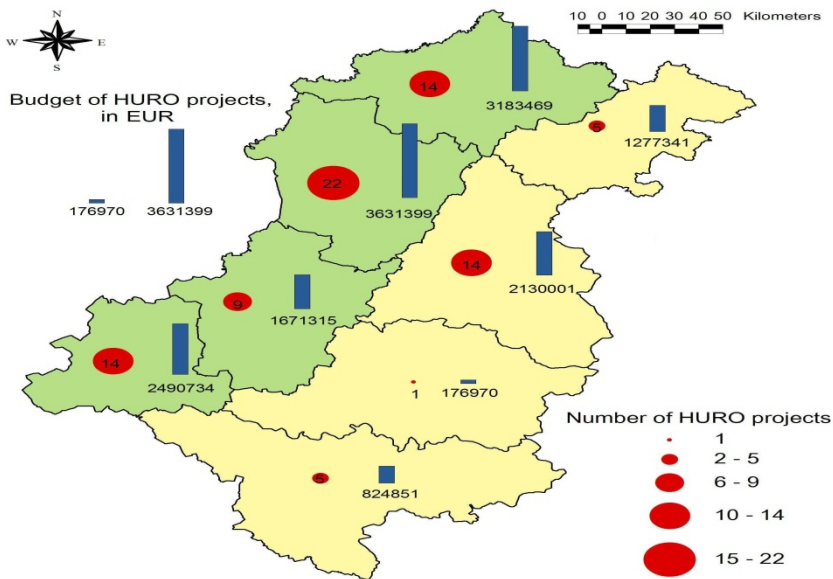 N
W E
S
10 0 10 20 30 40 50 Kilometers
Budget of HURO projects,
in EUR
176970 3631399
14
3183469
5
1277341
22
3631399
14
2130001
9
1671315
14
2490734
1 176970
5
824851
Number of HURO projects
1
2 - 5
6 - 9
10 - 14
15 - 22